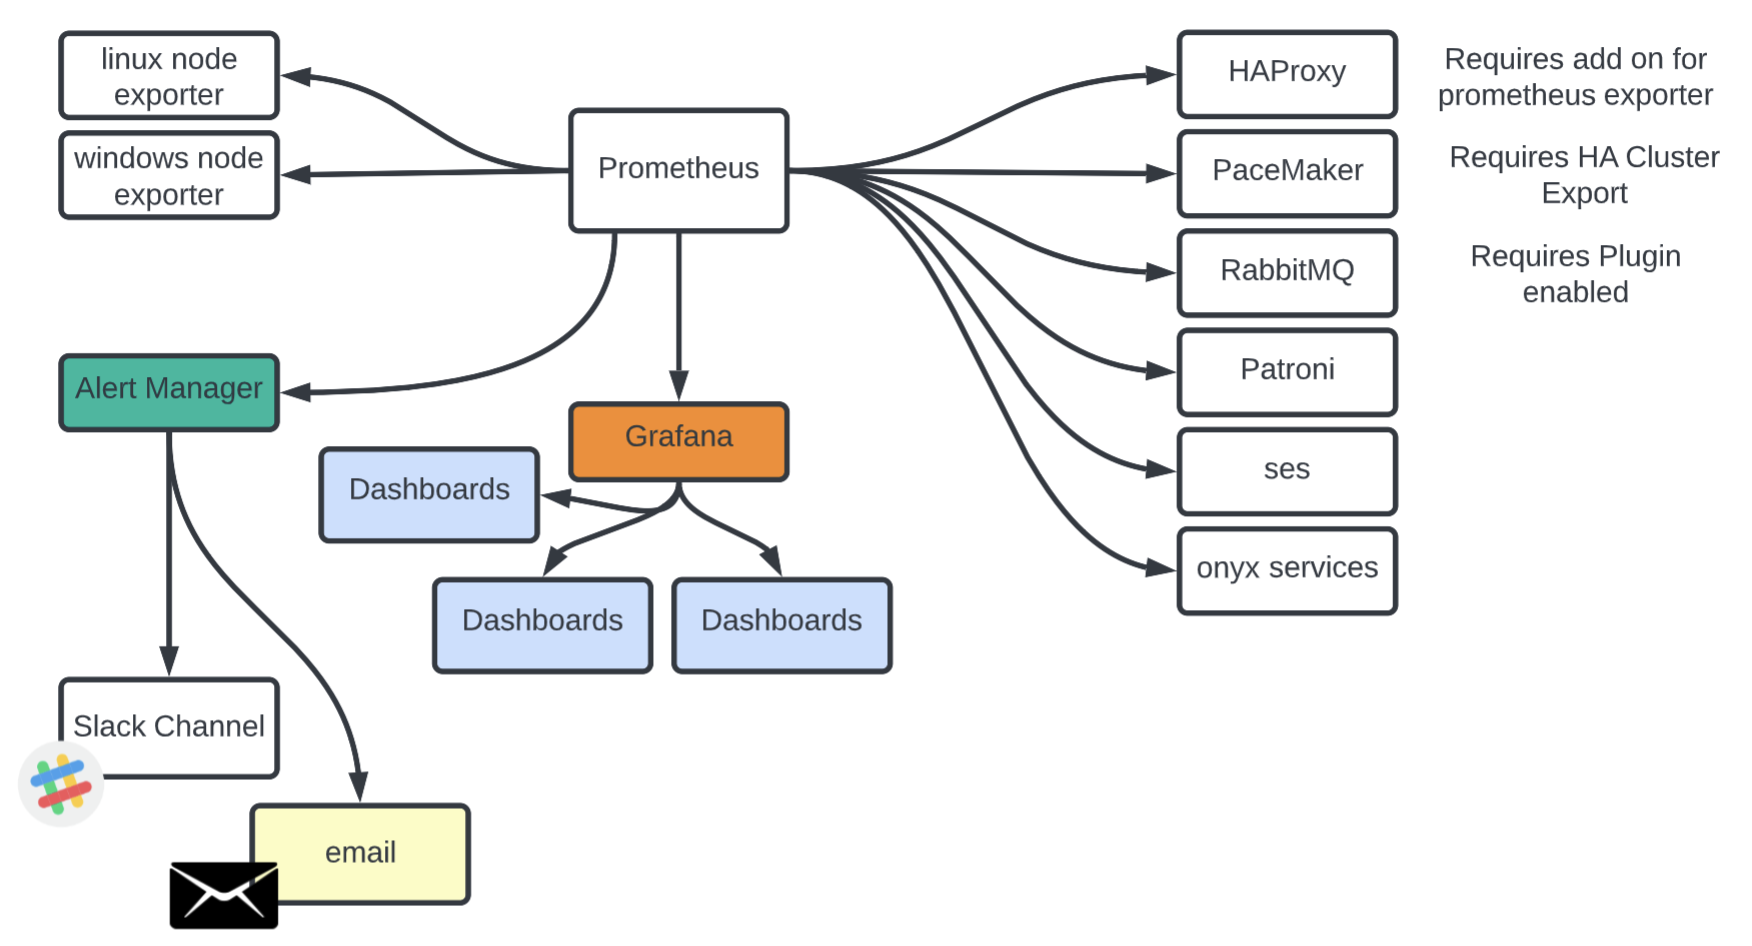 linux node
exporter
windows node
exporter
Prometheus
HAProxy
Requires add on for
prometheus exporter
PaceMaker
Requires HA Cluster
Export
RabbitMQ
Requires Plugin
enabled
Patroni
ses
onyx services
Alert Manager
Grafana
Dashboards
Dashboards
Dashboards
Slack Channel
email